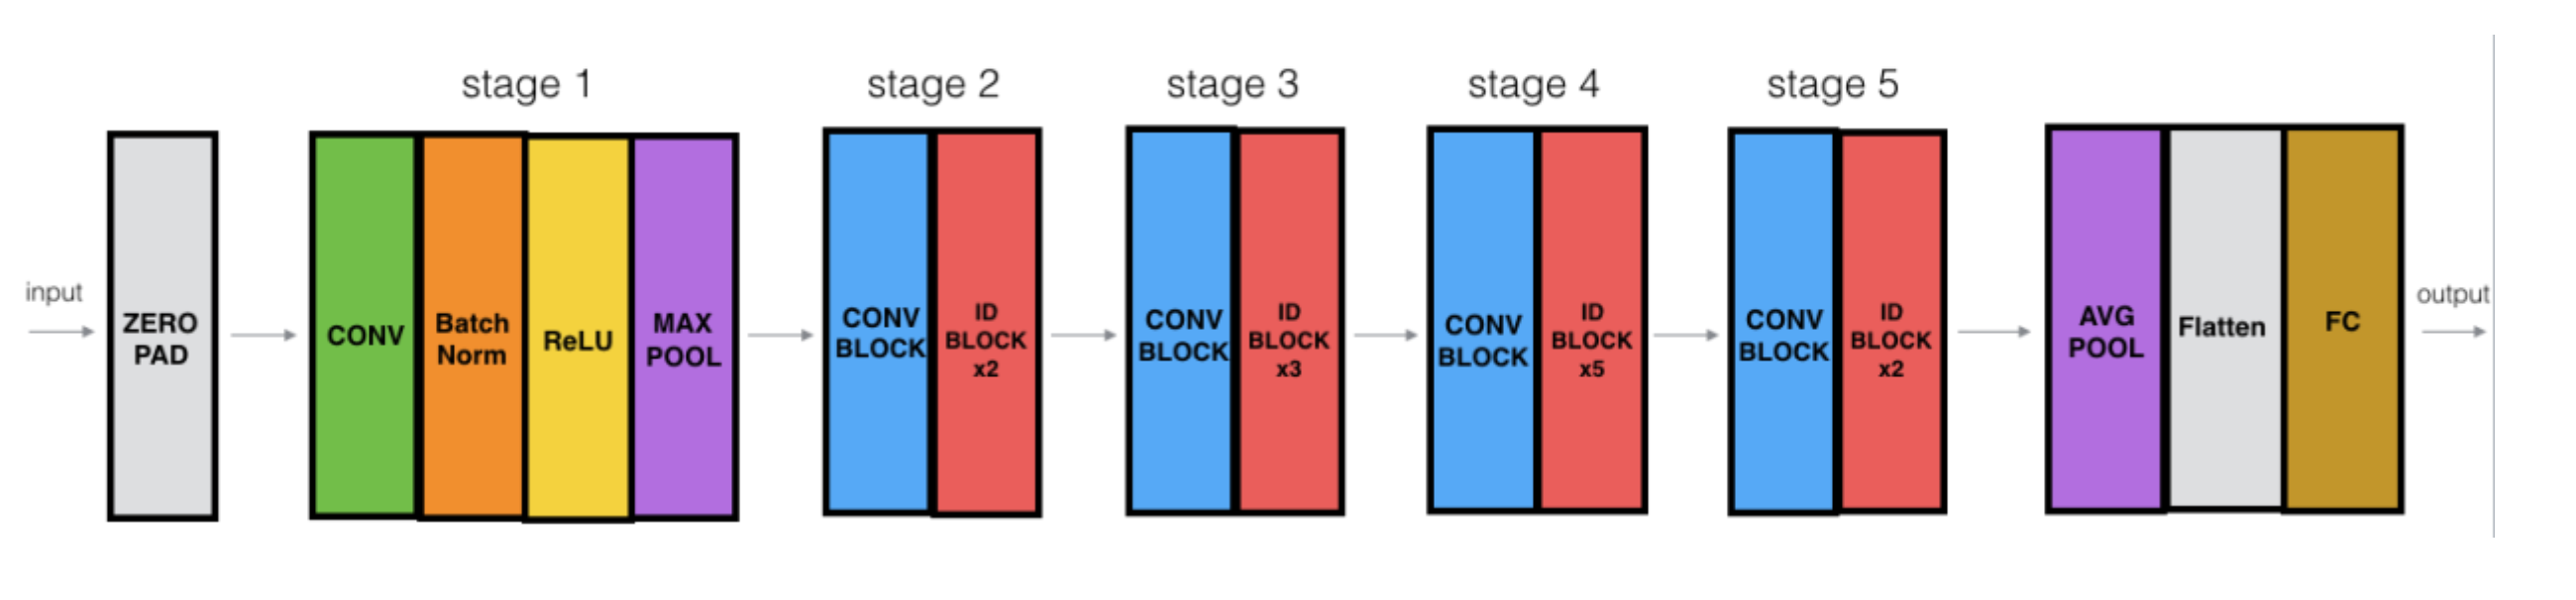 stage 1
stage 2
stage 3
stage 4
stage 5
input
ZERO
PAD
CONV
Batch
Norm
ReLU
MAX
POOL
CONV
BLOCK
ID
BLOCK
x2
CONV
BLOCK
ID
BLOCK
x3
CONV
BLOCK
ID
BLOCK
x5
CONV
BLOCK
ID
BLOCK
x2
AVG
POOL
Flatten
FC
output